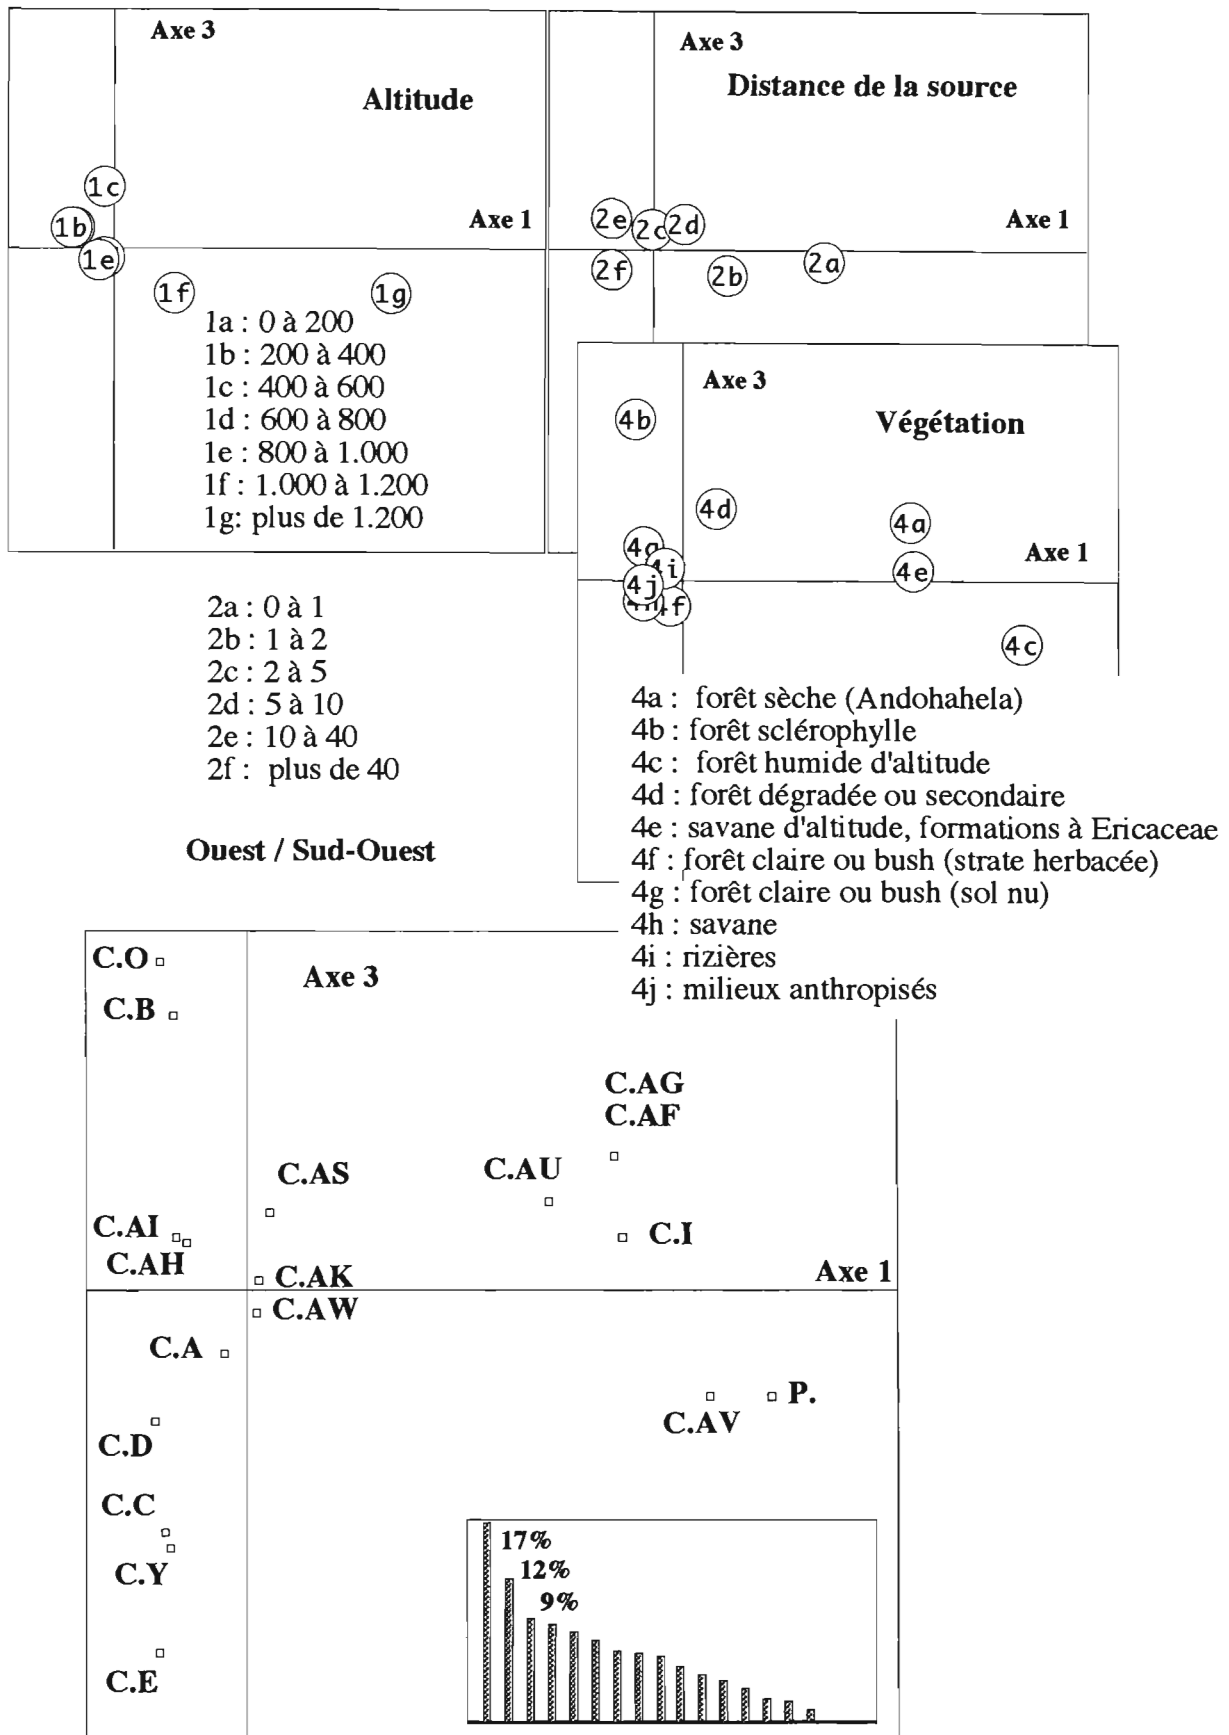 Axe 3
Altitude
1c
1b
1e
Axe 1
1f
1g
1a : 0 à 200
1b : 200 à 400
1c : 400 à 600
1d : 600 à 800
1e : 800 à 1.000
1f : 1.000 à 1.200
1g: plus de 1.200
Axe 3
Distance de la source
Axe 1
2e
2c
2d
2f
2b
2a
2a : 0 à 1
2b : 1 à 2
2c : 2 à 5
2d : 5 à 10
2e : 10 à 40
2f : plus de 40
Axe 3
Végétation
4b
4d
4a
4g
4i
Axe 1
4e
4j
4f
4c
4a : forêt sèche (Andohahela)
4b : forêt sclérophylle
4c : forêt humide d'altitude
4d : forêt dégradée ou secondaire
4e : savane d'altitude, formations à Ericaceae
4f : forêt claire ou bush (strate herbacée)
4g : forêt claire ou bush (sol nu)
4h : savane
4i : rizières
4j : milieux anthropisés
Ouest / Sud-Ouest
C.O
Axe 3
C.B
C.AG
C.AF
C.AS
C.AU
C.AI
C.I
C.AH
C.AK
Axe 1
C.AW
C.A
P.
C.AV
C.D
C.C
C.Y
C.E
17%
12%
9%